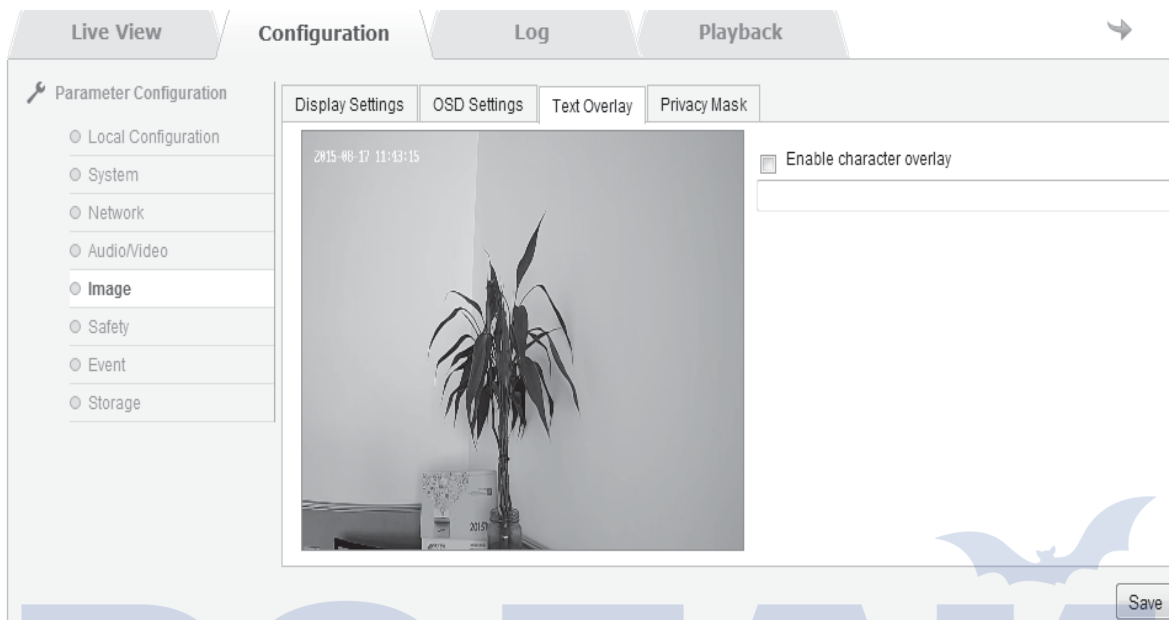 Live View
Configuration
Log
Playback
Parameter Configuration
Local Configuration
System
Network
Audio/Video
Image
Safety
Event
Storage
Display Settings
OSD Settings
Text Overlay
Privacy Mask
2015-08-17 11:43:15
2015
Enable character overlay
Save